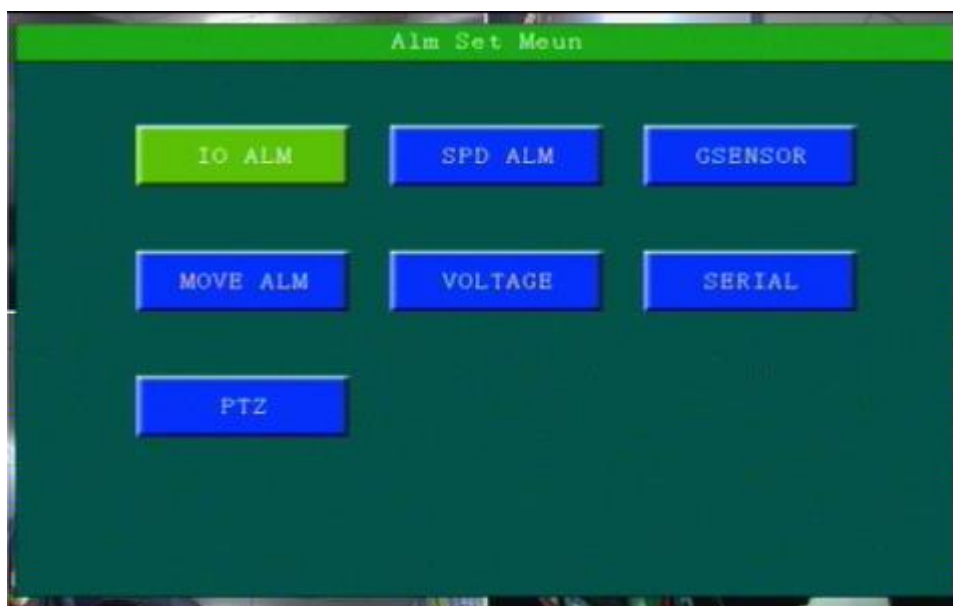 Alm Set Meun
IO ALM SPD ALM GSENSOR
MOVE ALM VOLTAGE SERIAL
PTZ